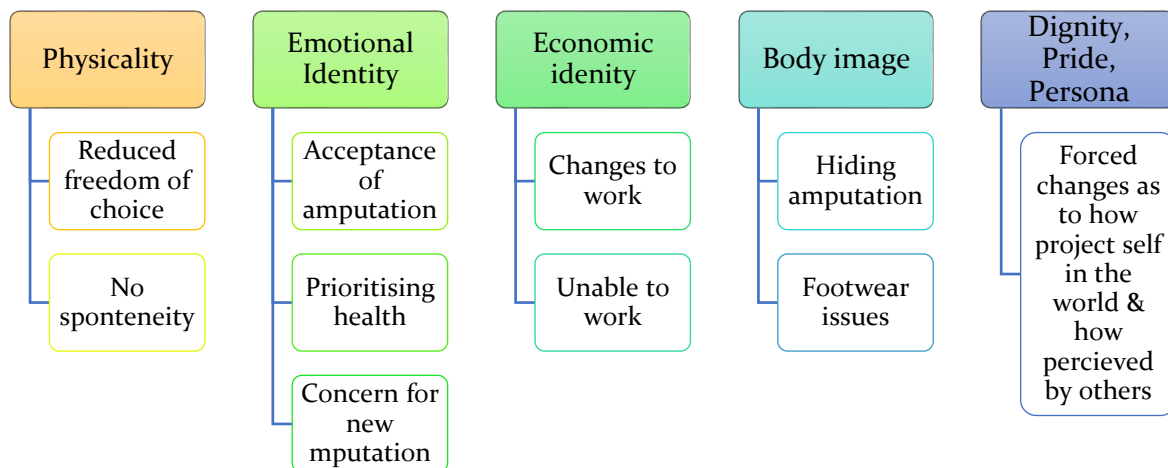 Physicality
Reduced
freedom of
choice
No
sponteneity
Emotional
Identity
Acceptance
of
amputation
Prioritising
health
Concern for
new
mputation
Economic
idenity
Changes to
work
Unable to
work
Body image
Hiding
amputation
Footwear
issues
Dignity,
Pride,
Persona
Forced
changes as
to how
project self
in the
world &
how
percieved
by others